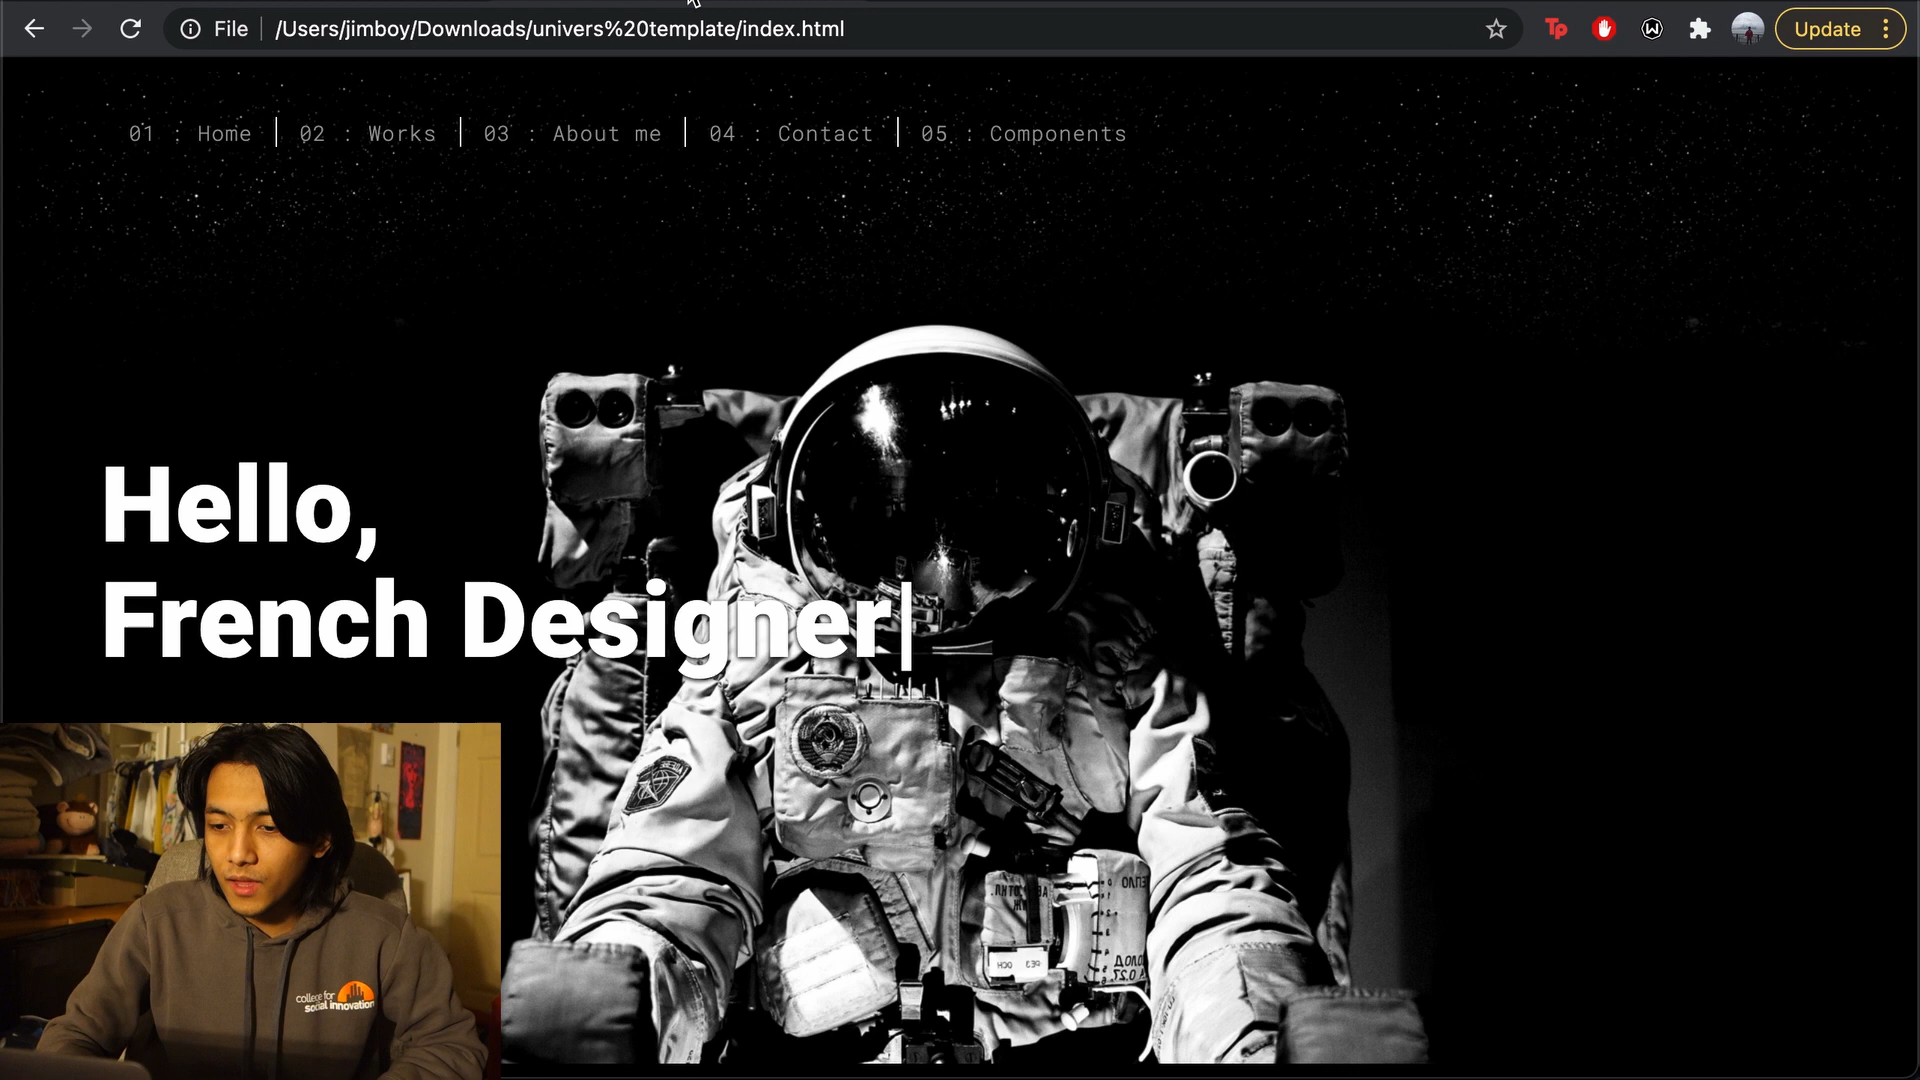 File /Users/jimboy/Downloads/univers%20template/index.html
Tp
Update
01 : Home 02 : Works 03 : About me 04 : Contact 05 : Components
Hello,
French Designer|
college for
social innovation